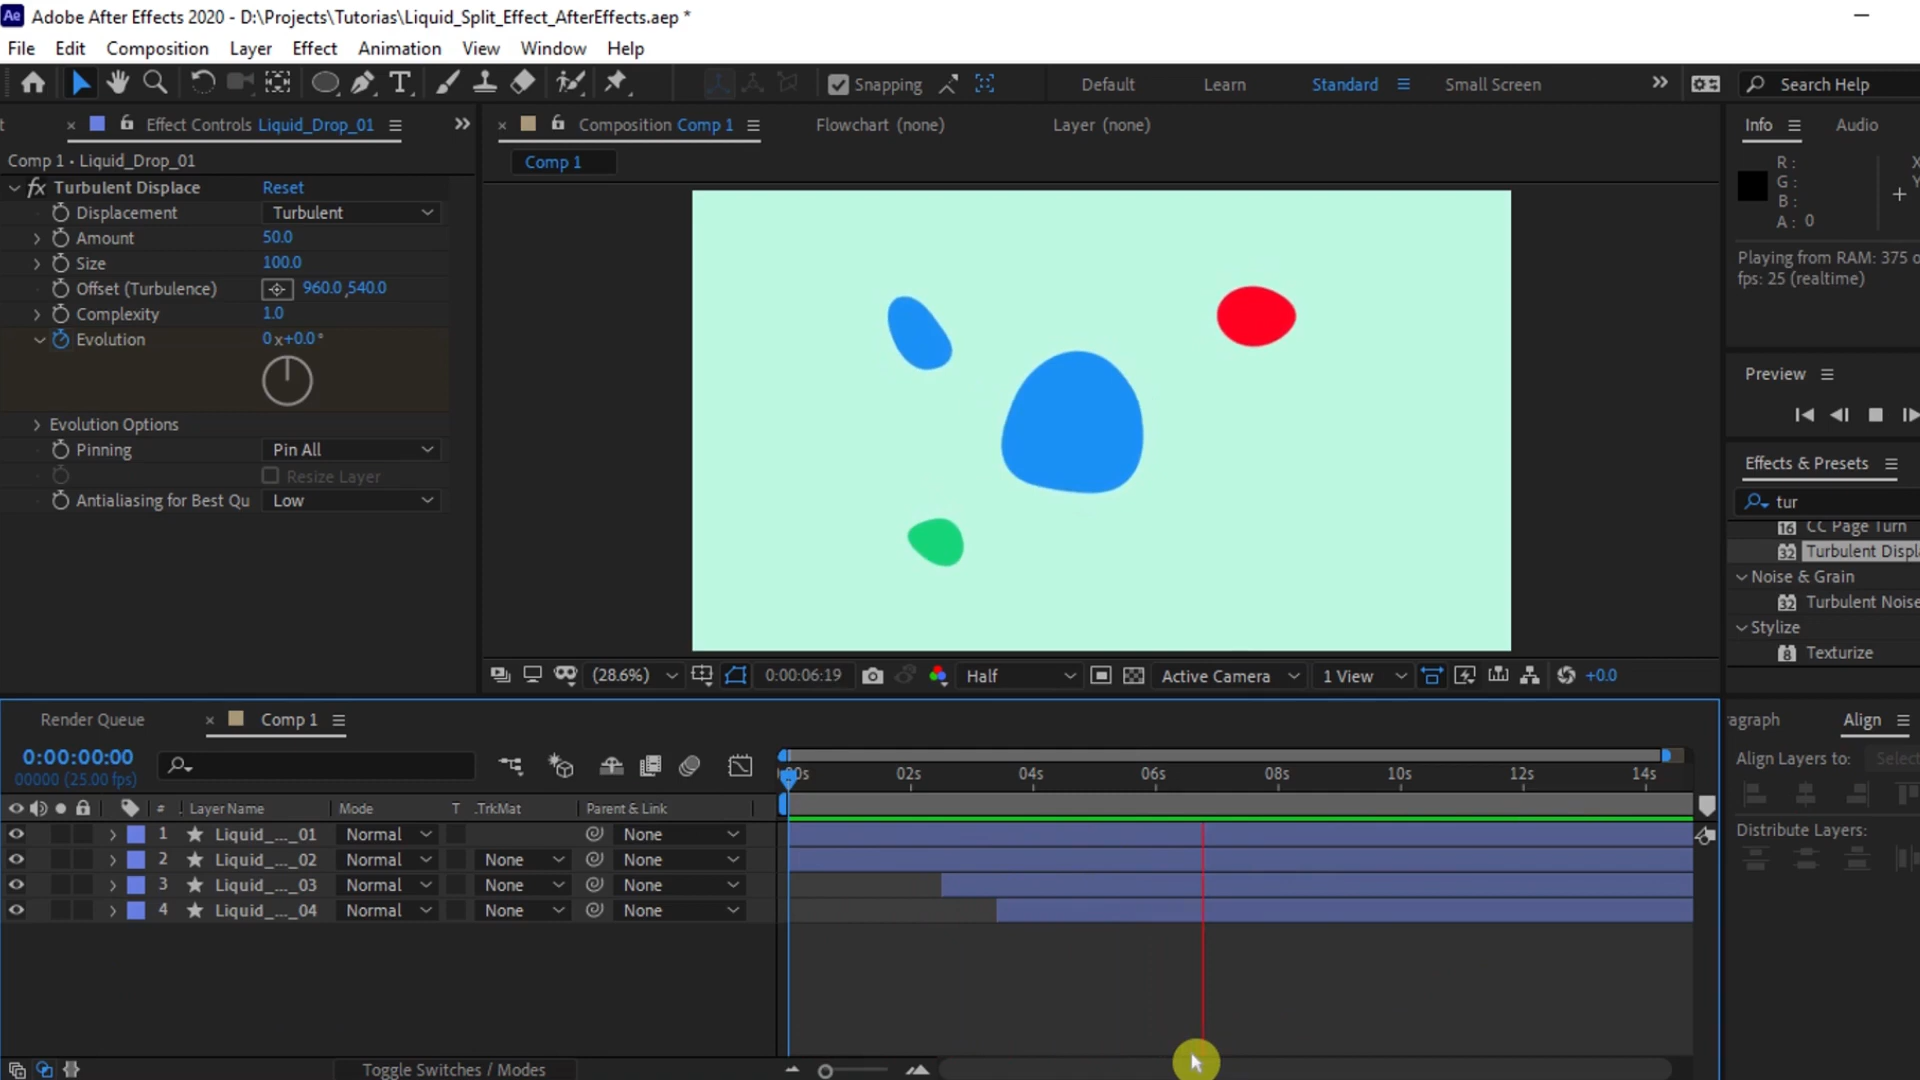 Ae Adobe After Effects 2020 - D:\Projects\Tutorias\Liquid_Split_Effect_AfterEffects.aep *
File Edit Composition Layer Effect Animation View Window Help
T Snapping Default Learn Standard Small Screen Search Help
t × Effect Controls Liquid_Drop_01
× Composition Comp 1 Flowchart (none) Layer (none)
Info Audio
Comp 1 • Liquid_Drop_01
Comp 1
fx Turbulent Displace Reset
Displacement Turbulent
Amount 50.0
Size 100.0
Offset (Turbulence) 960.0,540.0
Complexity 1.0
Evolution 0x+0.0°
Evolution Options
Pinning Pin All
Resize Layer
Antialiasing for Best Qu Low
R :
G :
B :
A : 0
X
Y
Playing from RAM: 375 o
fps: 25 (realtime)
Preview
Effects & Presets
tur
16 CC Page Turn
32 Turbulent Displ
Noise & Grain
32 Turbulent Noise
Stylize
8 Texturize
(28.6%) 0:00:06:19 Half Active Camera 1 View +0.0
Render Queue × Comp 1
0:00:00:00
00000 (25.00 fps)
00s 02s 04s 06s 08s 10s 12s 14s
# Layer Name Mode T .TrkMat Parent & Link
1 Liquid_..._01 Normal None
2 Liquid_..._02 Normal None None
3 Liquid_..._03 Normal None None
4 Liquid_..._04 Normal None None
Toggle Switches / Modes
ragraph Align
Align Layers to: Select
Distribute Layers: